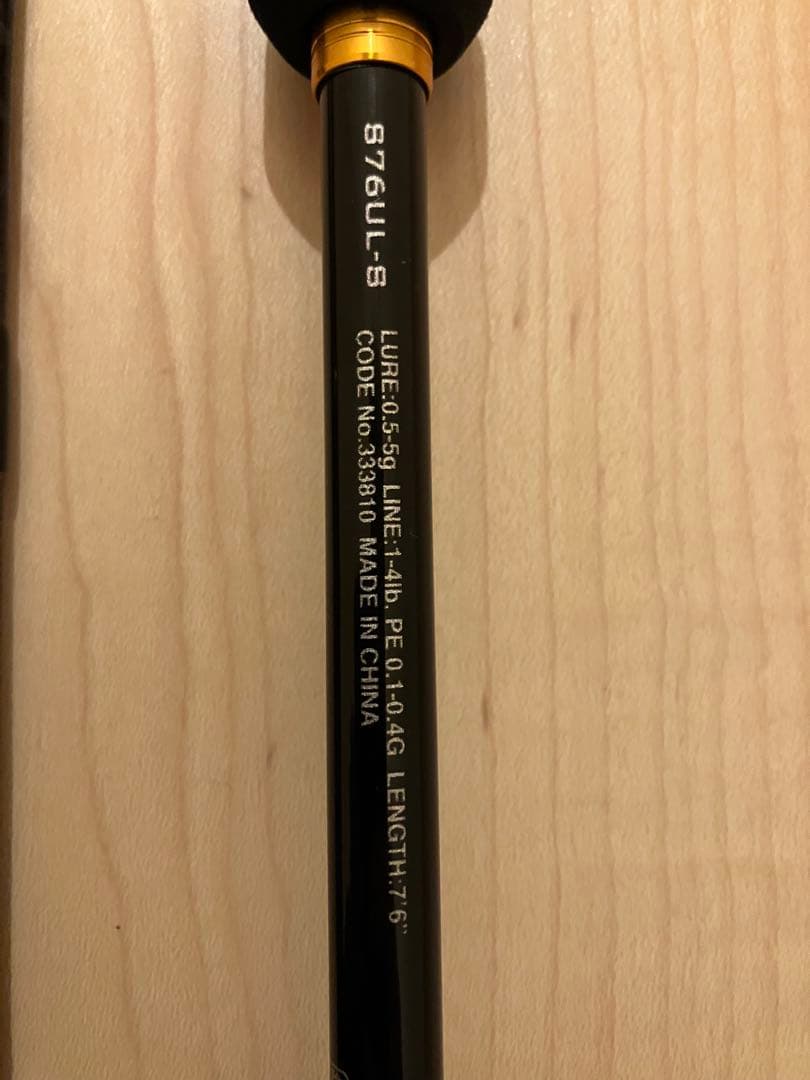 S76UL-S
LURE:0.5-5g LINE:1-4lb. PE 0.1-0.4G LENGTH:7'6"
CODE No.333810 MADE IN CHINA